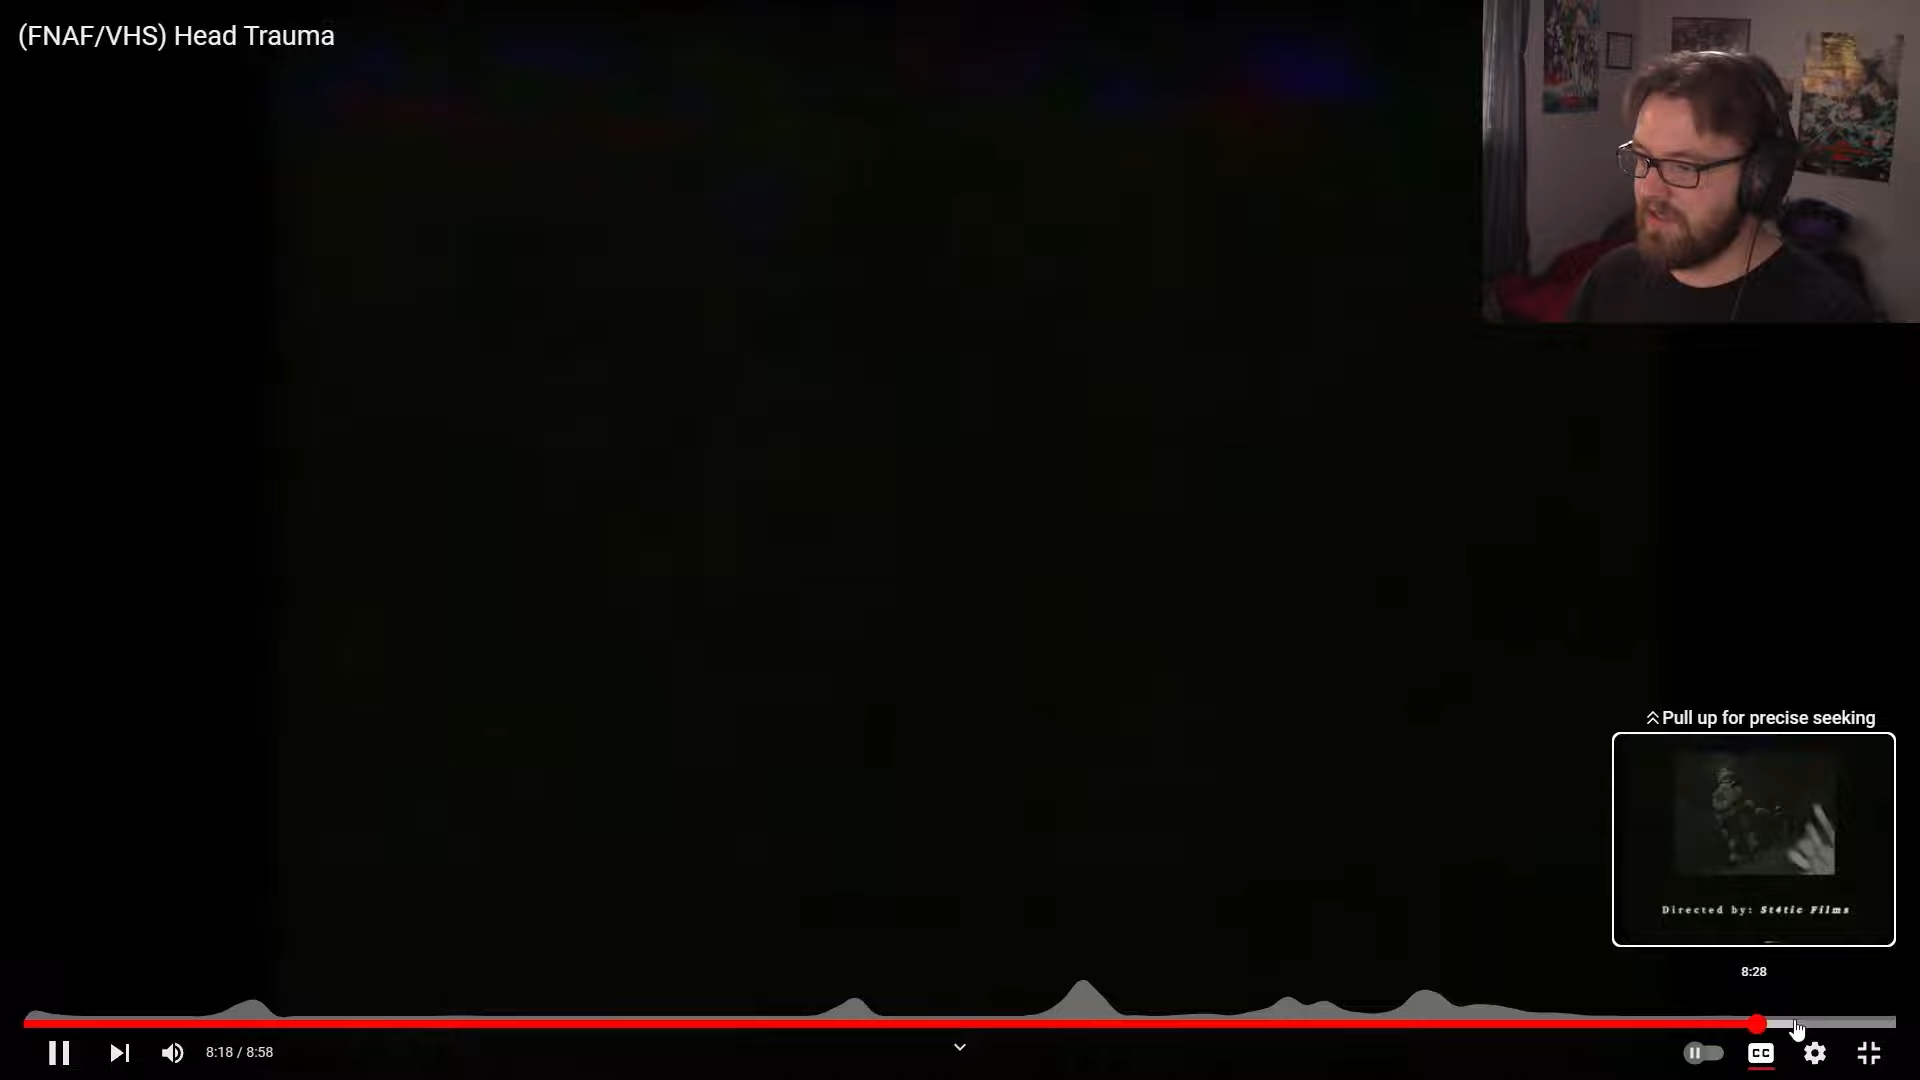 (FNAF/VHS) Head Trauma
Pull up for precise seeking
Directed by: St4tic Films
8:28
8:18 / 8:58
CC